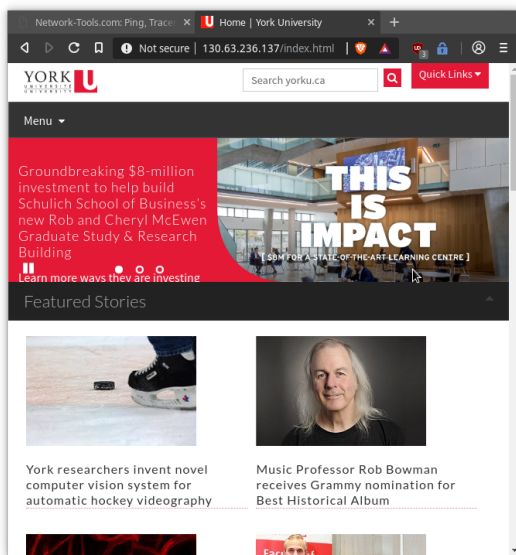 Network-Tools.com: Ping, Trace
Home | York University
Not secure | 130.63.236.137/index.html
3
YORK U
UNIVERSITÉ
UNIVERSITY
Search yorku.ca
Quick Links
Menu
Groundbreaking $8-million
investment to help build
Schulich School of Business's
new Rob and Cheryl McEwen
Graduate Study & Research
Building
Learn more ways they are investing
THIS
IS
IMPACT
[ $8M FOR A STATE-OF-THE-ART LEARNING CENTRE ]
Featured Stories
York researchers invent novel
computer vision system for
automatic hockey videography
Music Professor Rob Bowman
receives Grammy nomination for
Best Historical Album
Faculty